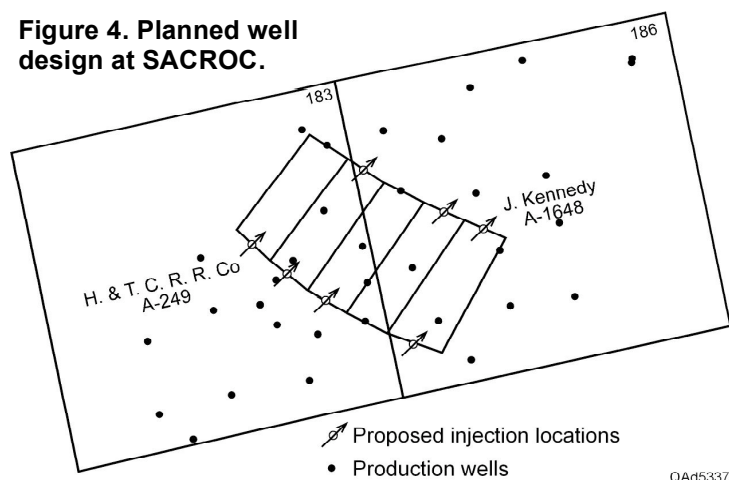 Figure 4. Planned well
design at SACROC.
186
183
J. Kennedy
A-1648
H. & T. C. R. R. Co
A-249
Proposed injection locations
Production wells
QAd5337